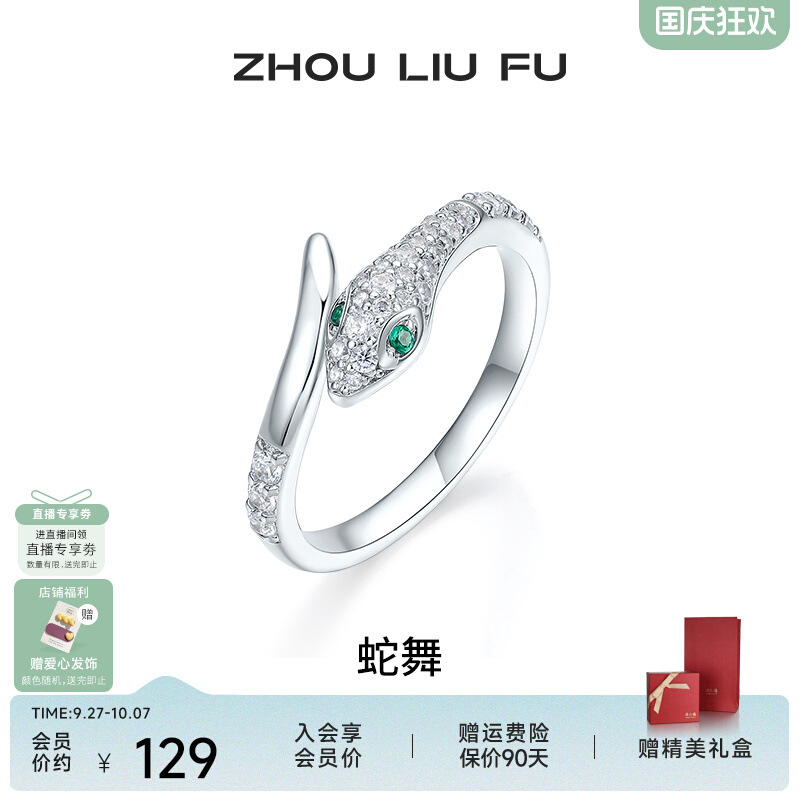 国庆狂欢
ZHOU LIU FU
直播专享券
进直播间领
直播专享券
数量有限,送完即止
店铺福利
赠
赠爱心发饰
颜色随机,送完即止
蛇舞
TIME:9.27-10.07
会员
价约
¥ 129
入会享
会员价
赠运费险
保价90天
赠精美礼盒